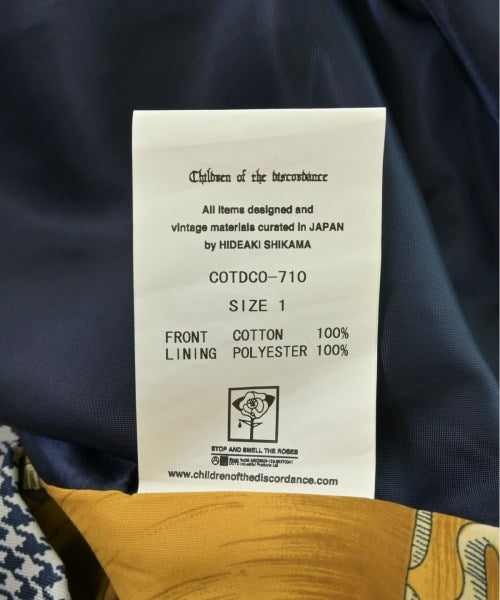 Children of the discordance
All items designed and
vintage materials curated in JAPAN
by HIDEAKI SHIKAMA
COTDCO-710
SIZE 1
FRONT COTTON 100%
LINING POLYESTER 100%
STOP AND SMELL THE ROSES
www.childrenofthediscordance.com